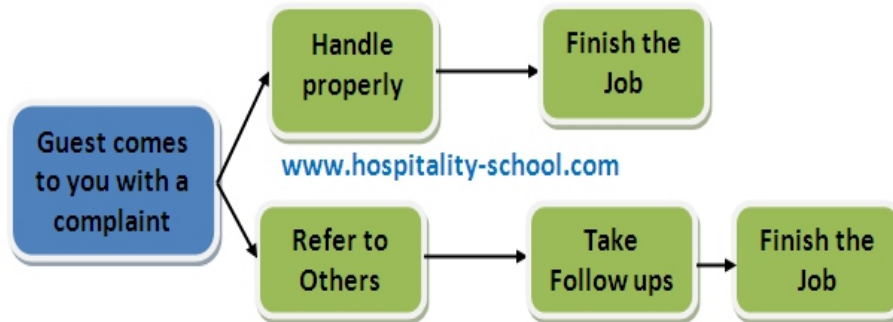 Guest comes
to you with a
complaint
Handle
properly
Finish the
Job
www.hospitality-school.com
Refer to
Others
Take
Follow ups
Finish the
Job